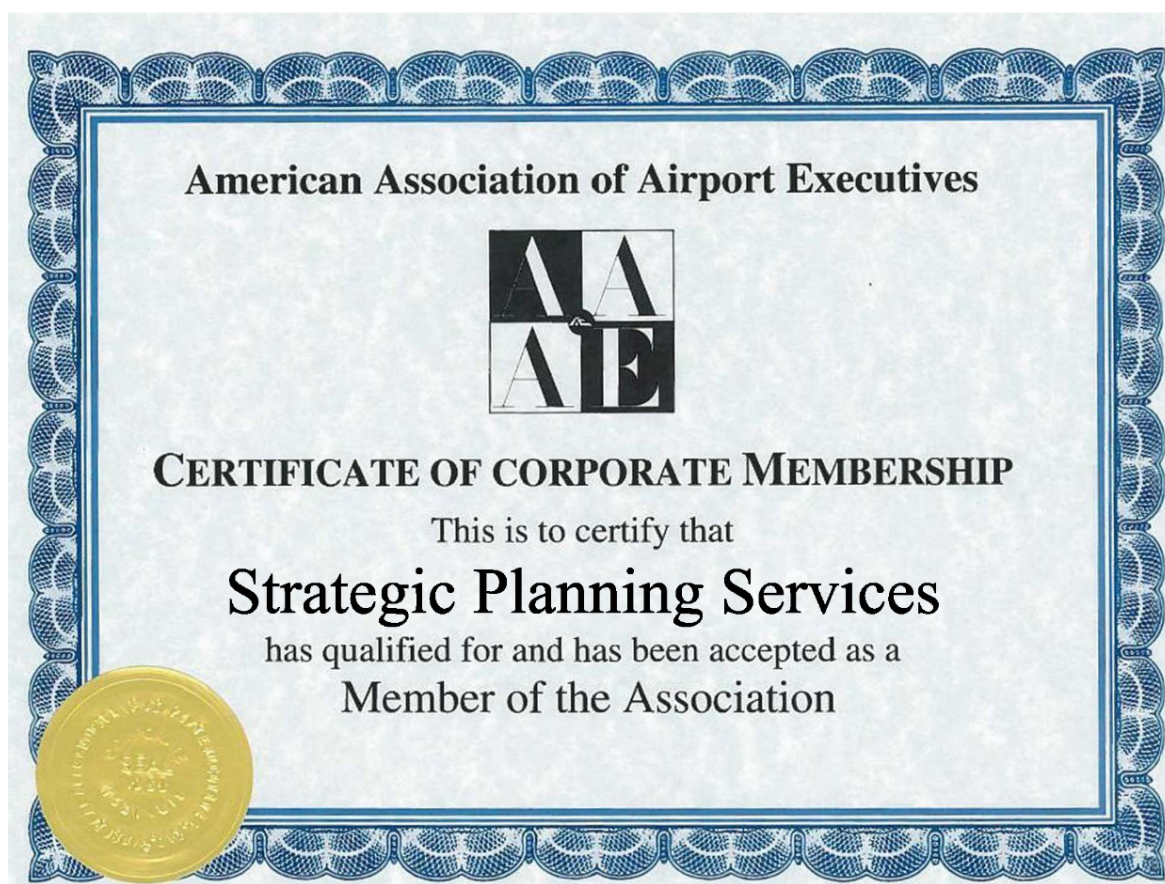 American Association of Airport Executives
A A
A E
CERTIFICATE OF CORPORATE MEMBERSHIP
This is to certify that
Strategic Planning Services
has qualified for and has been accepted as a
Member of the Association
SEAL